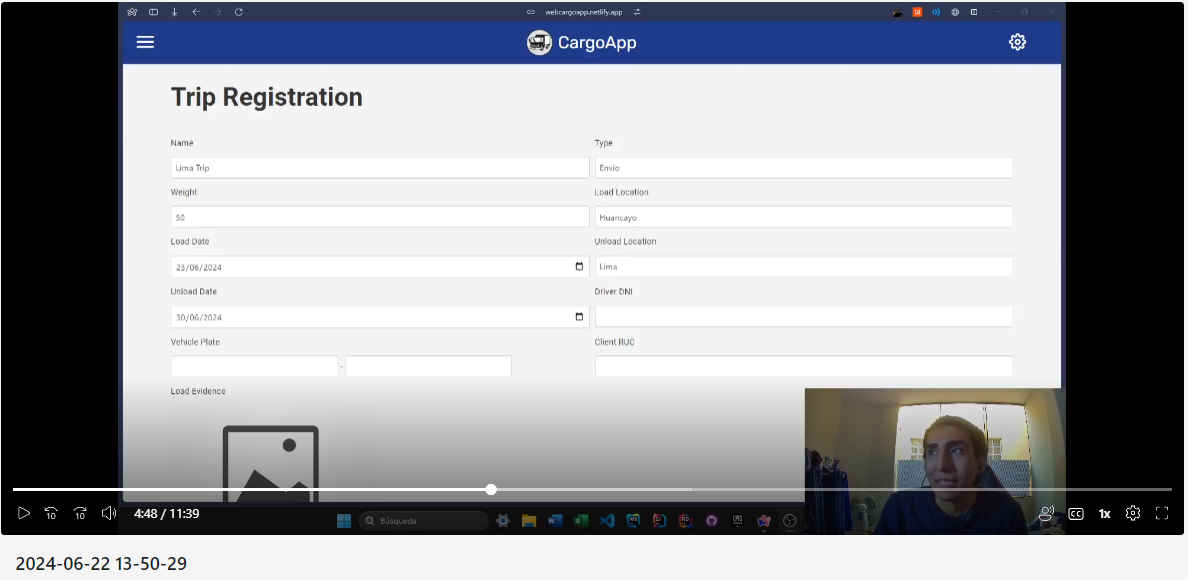 webcargoapp.netlify.app
CargoApp
Trip Registration
Name
Type
Lima Trip
Envio
Weight
Load Location
50
Huancayo
Load Date
Unload Location
23/06/2024
Lima
Unload Date
Driver DNI
30/06/2024
Vehicle Plate
Client RUC
-
Load Evidence
10
10
4:48 / 11:39
Búsqueda
CC
1x
2024-06-22 13-50-29